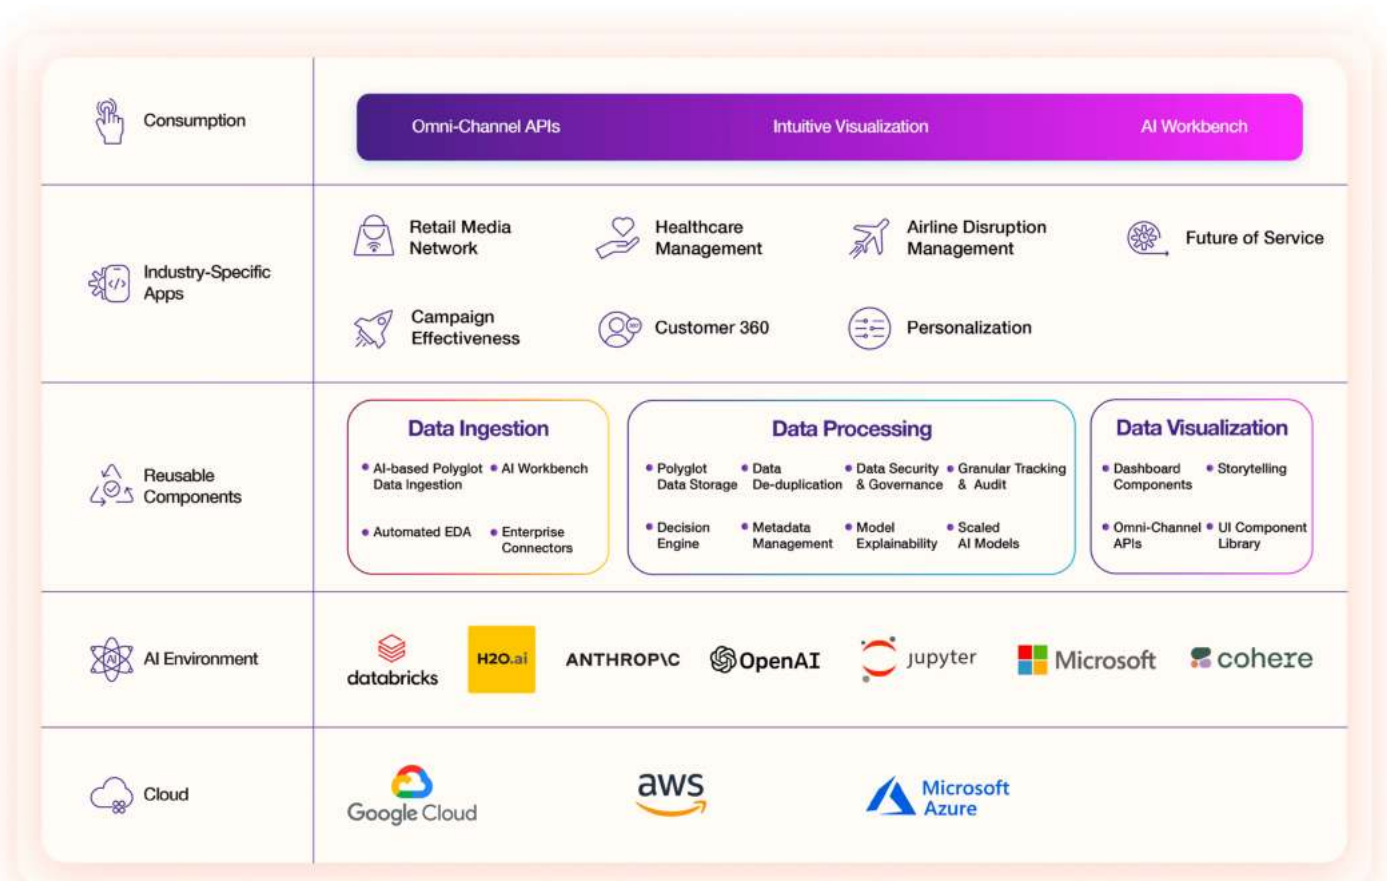 Consumption
Omni-Channel APIs
Intuitive Visualization
AI Workbench
Industry-Specific
Apps
Retail Media
Network
Healthcare
Management
Airline Disruption
Management
Future of Service
Campaign
Effectiveness
Customer 360
Personalization
Reusable
Components
Data Ingestion
AI-based Polyglot
Data Ingestion
AI Workbench
Automated EDA
Enterprise
Connectors
Data Processing
Polyglot
Data Storage
Data
De-duplication
Data Security
& Governance
Granular Tracking
& Audit
Decision
Engine
Metadata
Management
Model
Explainability
Scaled
AI Models
Data Visualization
Dashboard
Components
Storytelling
Omni-Channel
APIs
UI Component
Library
AI Environment
AI
databricks
H2O.ai
ANTHROP\C
OpenAI
jupyter
Microsoft
cohere
Cloud
Google Cloud
aws
Microsoft
Azure